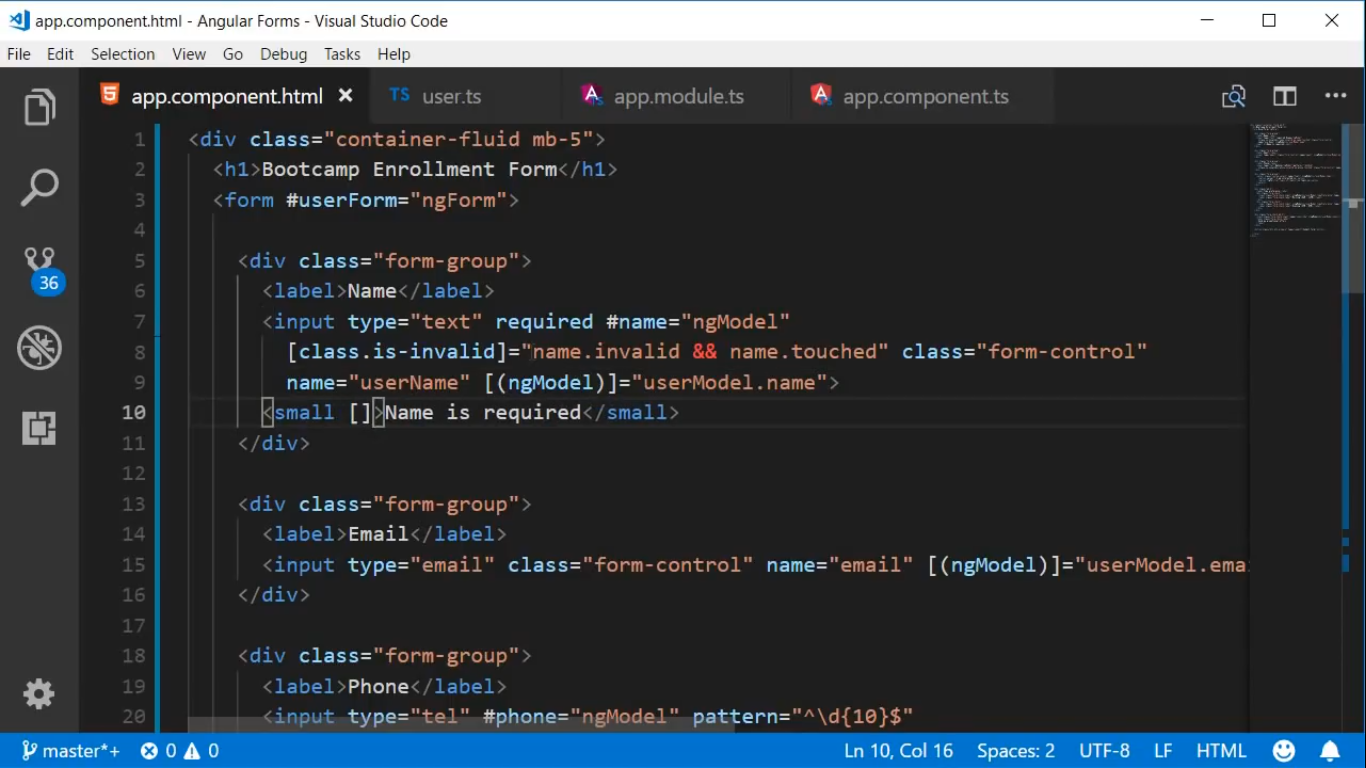 app.component.html - Angular Forms - Visual Studio Code
File Edit Selection View Go Debug Tasks Help
app.component.html TS user.ts app.module.ts app.component.ts
1 <div class="container-fluid mb-5">
2 <h1>Bootcamp Enrollment Form</h1>
3 <form #userForm="ngForm">
4
5 <div class="form-group">
6 <label>Name</label>
7 <input type="text" required #name="ngModel"
8 [class.is-invalid]="name.invalid && name.touched" class="form-control"
9 name="userName" [(ngModel)]="userModel.name">
10 <small []>Name is required</small>
11 </div>
12
13 <div class="form-group">
14 <label>Email</label>
15 <input type="email" class="form-control" name="email" [(ngModel)]="userModel.emai
16 </div>
17
18 <div class="form-group">
19 <label>Phone</label>
20 <input type="tel" #phone="ngModel" pattern="^\d{10}$"
36
master*+ 0 0 Ln 10, Col 16 Spaces: 2 UTF-8 LF HTML